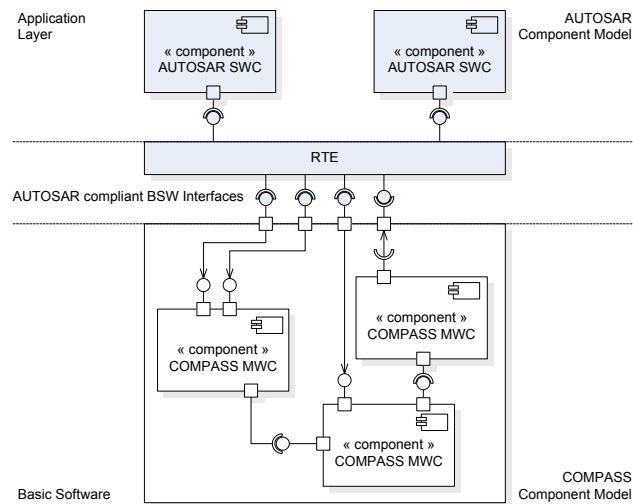 Application
Layer
AUTOSAR
Component Model
« component »
AUTOSAR SWC
« component »
AUTOSAR SWC
RTE
AUTOSAR compliant BSW Interfaces
« component »
COMPASS MWC
« component »
COMPASS MWC
« component »
COMPASS MWC
Basic Software
COMPASS
Component Model